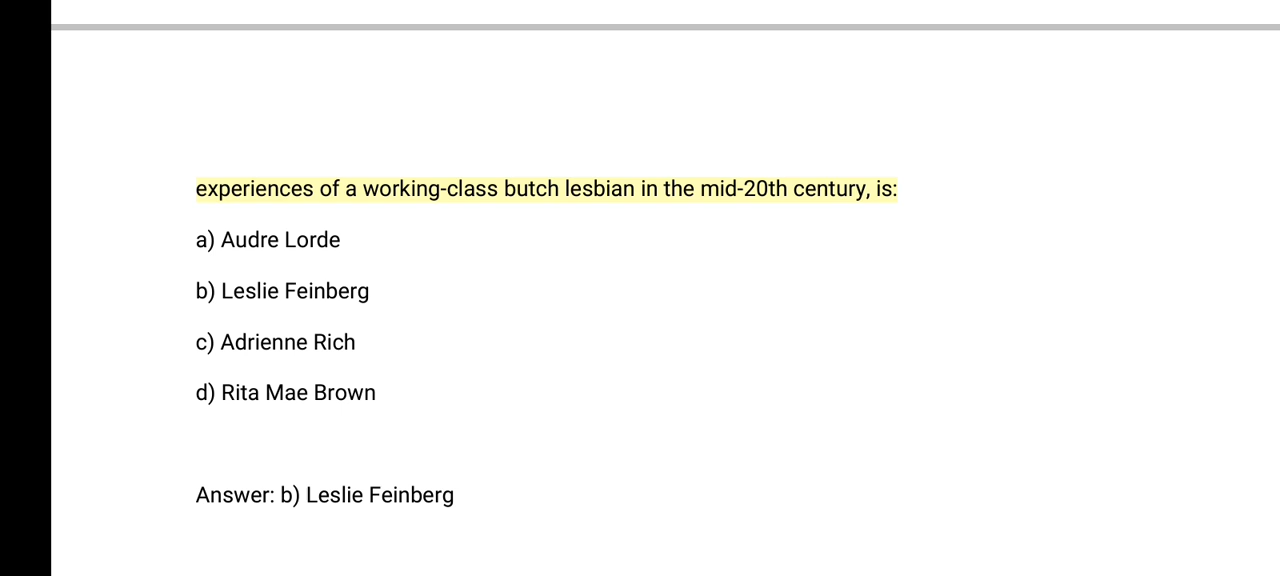 experiences of a working-class butch lesbian in the mid-20th century, is:
a) Audre Lorde
b) Leslie Feinberg
c) Adrienne Rich
d) Rita Mae Brown
Answer: b) Leslie Feinberg